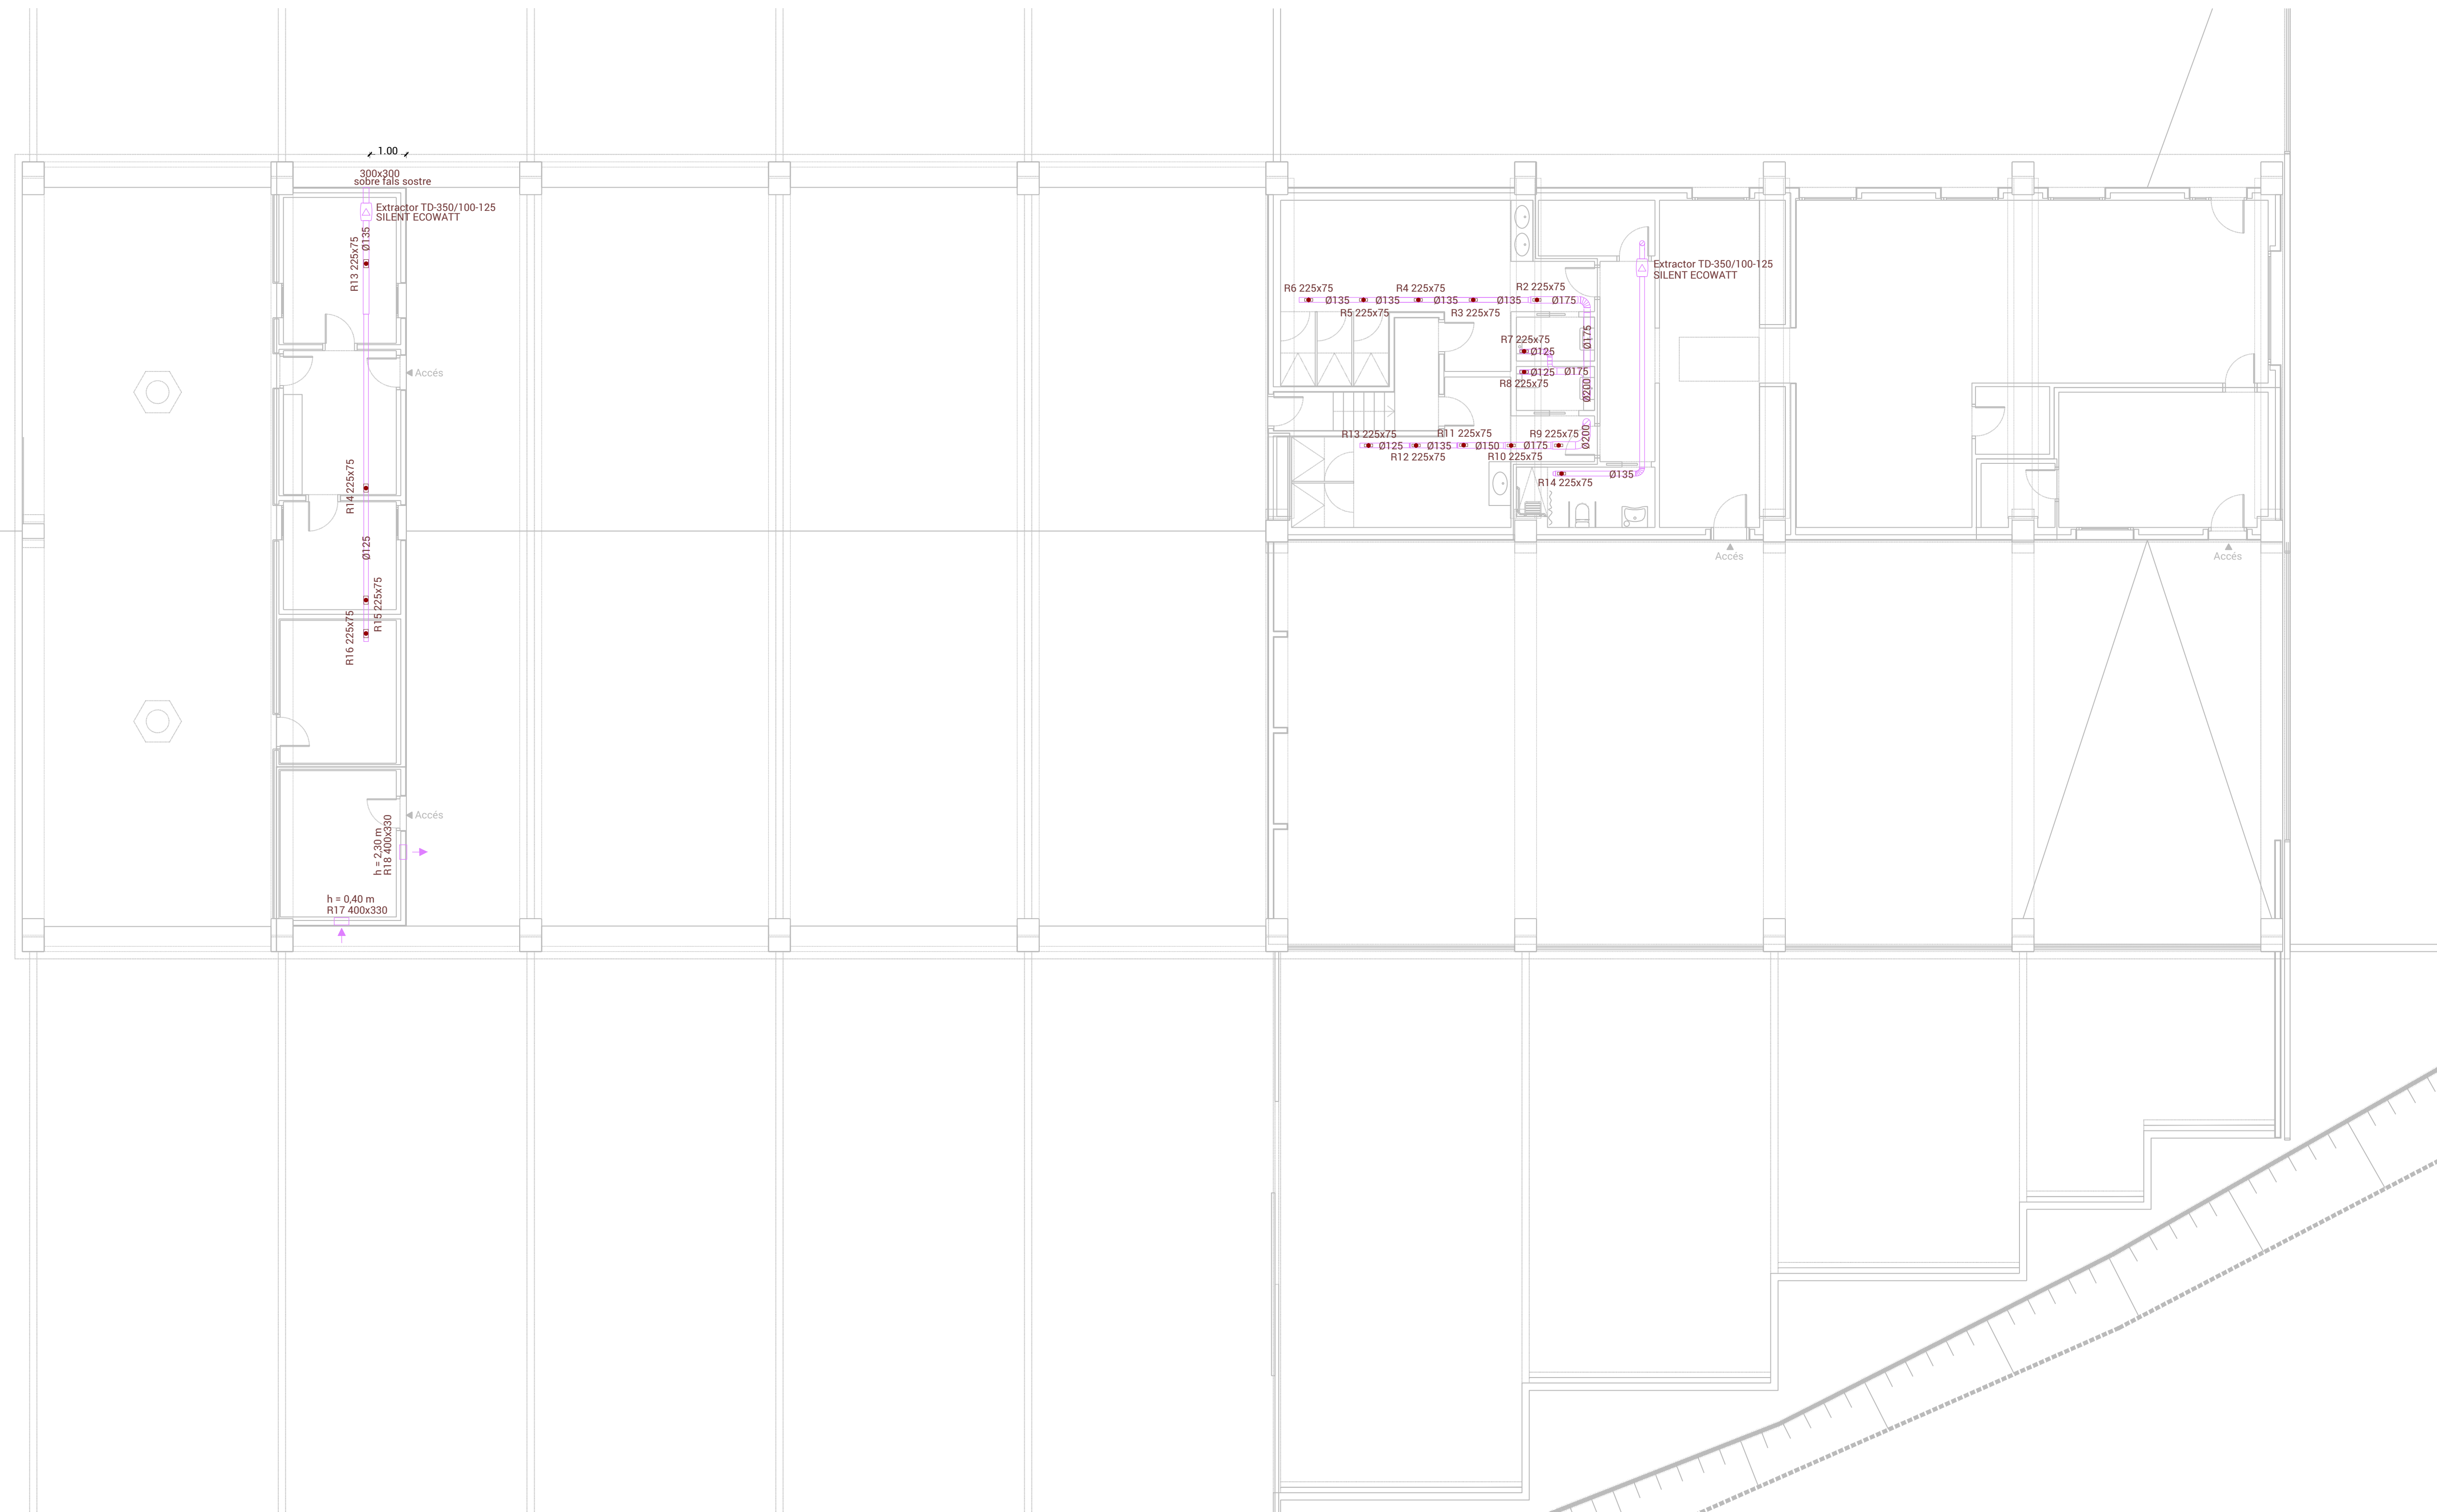 1.00
300x300
sobre fals sostre
Extractor TD-350/100-125
SILENT ECOWATT
Ø135
R13 225x75
Accés
R14 225x75
Ø125
R15 225x75
R16 225x75
Accés
h = 2,30 m
R18 400x330
h = 0,40 m
R17 400x330
Extractor TD-350/100-125
SILENT ECOWATT
R6 225x75
R4 225x75
R2 225x75
Ø135
Ø135
Ø135
Ø135
Ø175
R5 225x75
R3 225x75
Ø175
R7 225x75
Ø125
Ø125
Ø175
R8 225x75
Ø200
R13 225x75
R11 225x75
R9 225x75
Ø200
Ø125
Ø135
Ø150
Ø175
R12 225x75
R10 225x75
Ø135
R14 225x75
Accés
Accés